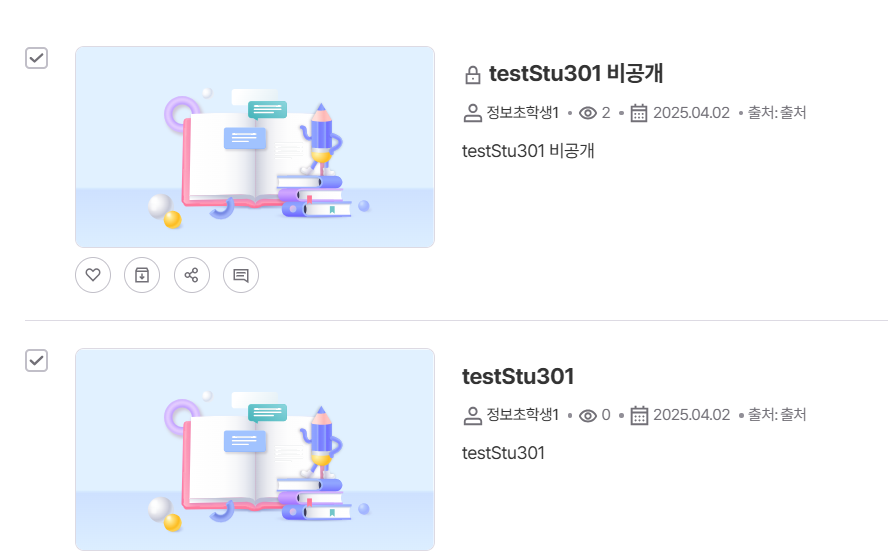 testStu301 비공개
정보초학생1 • 2 • 2025.04.02 • 출처: 출처
testStu301 비공개
testStu301
정보초학생1 • 0 • 2025.04.02 • 출처: 출처
testStu301